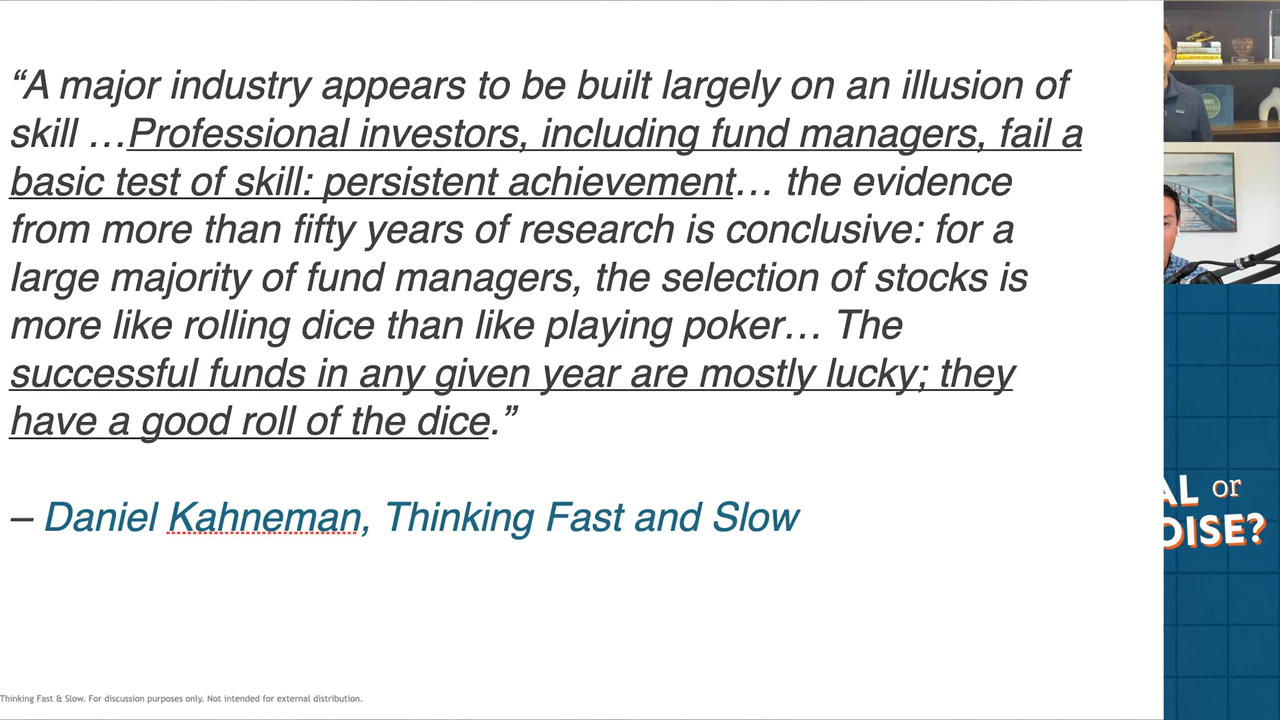 “A major industry appears to be built largely on an illusion of
skill …Professional investors, including fund managers, fail a
basic test of skill: persistent achievement… the evidence
from more than fifty years of research is conclusive: for a
large majority of fund managers, the selection of stocks is
more like rolling dice than like playing poker… The
successful funds in any given year are mostly lucky; they
have a good roll of the dice.”
– Daniel Kahneman, Thinking Fast and Slow
AL or
OISE?
Thinking Fast & Slow. For discussion purposes only. Not intended for external distribution.